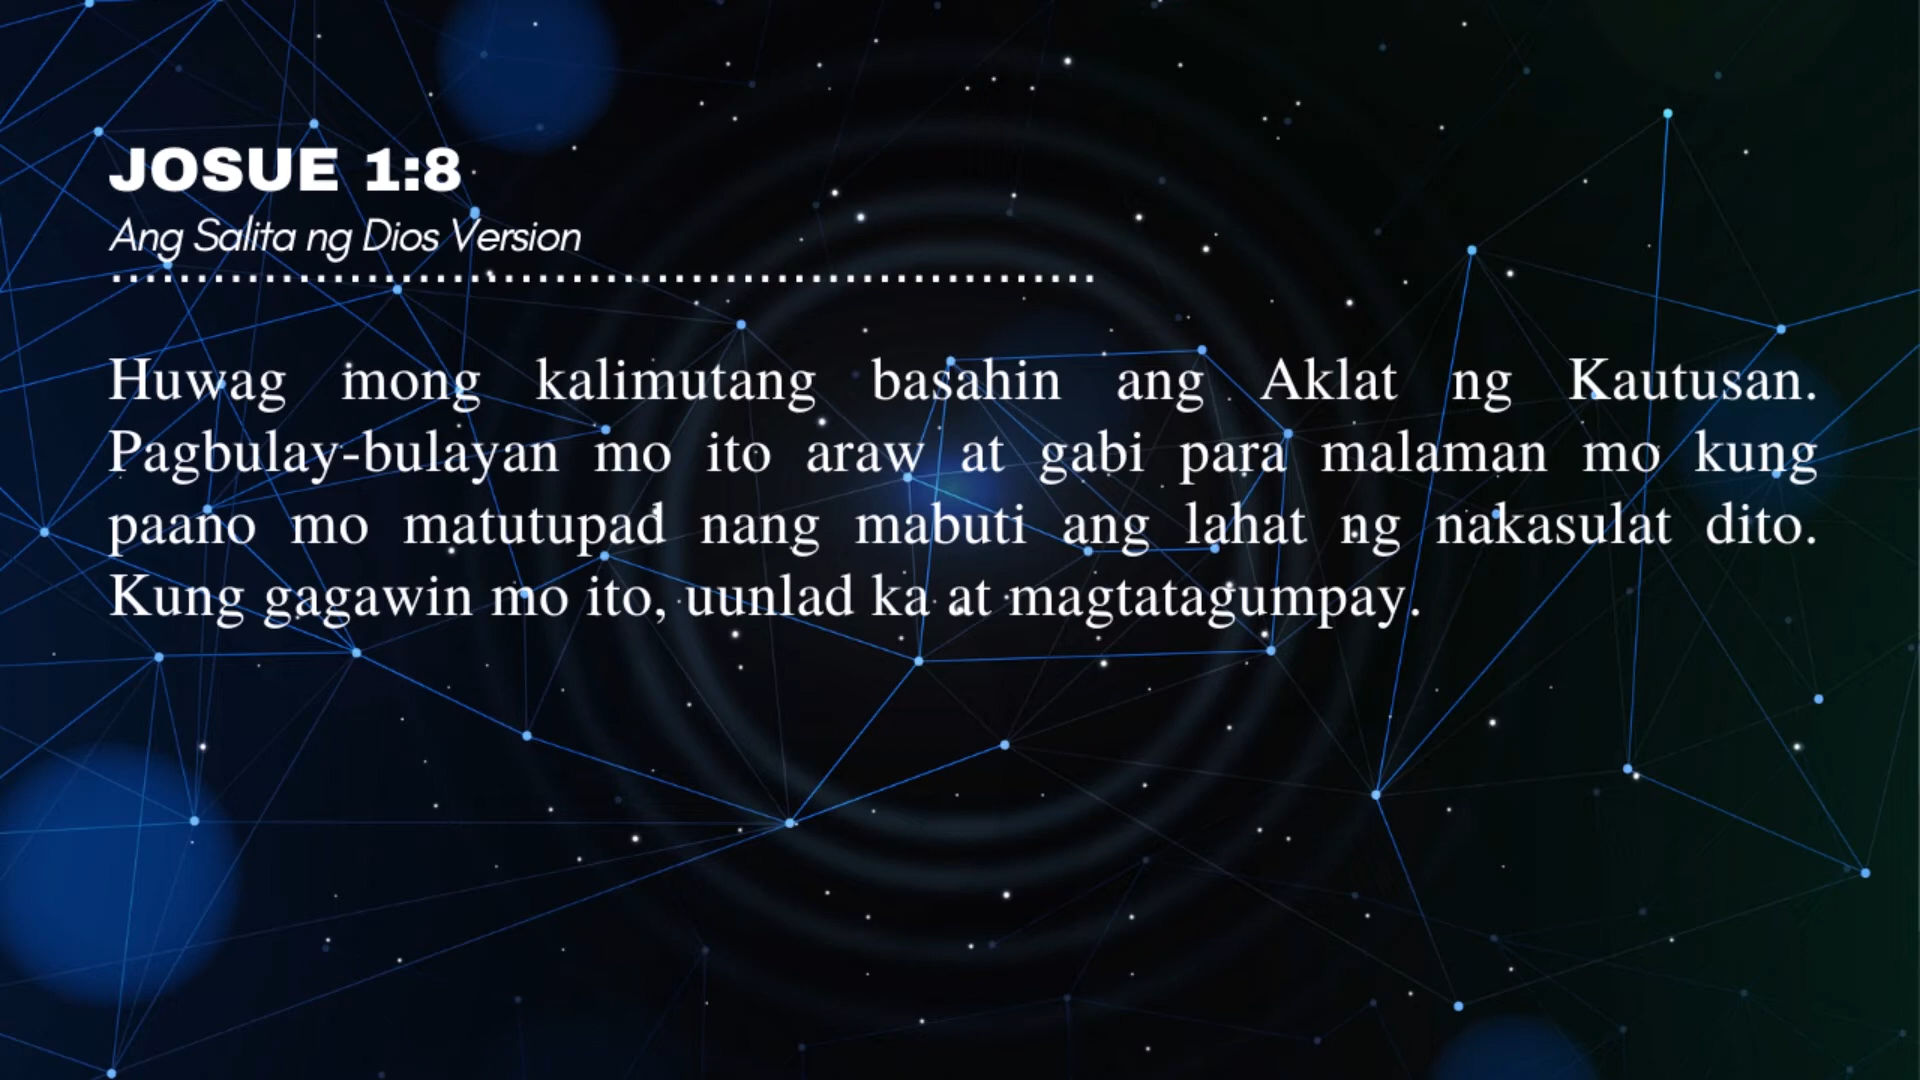 JOSUE 1:8
Ang Salita ng Dios Version
Huwag mong kalimutang basahin ang Aklat ng Kautusan.
Pagbulay-bulayan mo ito araw at gabi para malaman mo kung
paano mo matutupad nang mabuti ang lahat ng nakasulat dito.
Kung gagawin mo ito, uunlad ka at magtatagumpay.